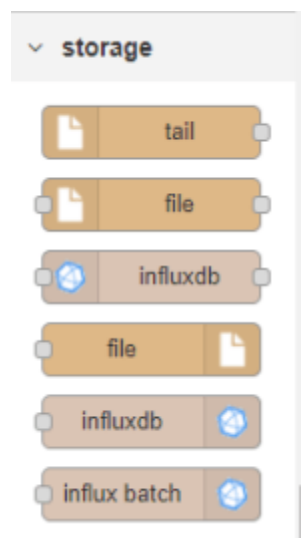 storage
tail
file
influxdb
file
influxdb
influx batch